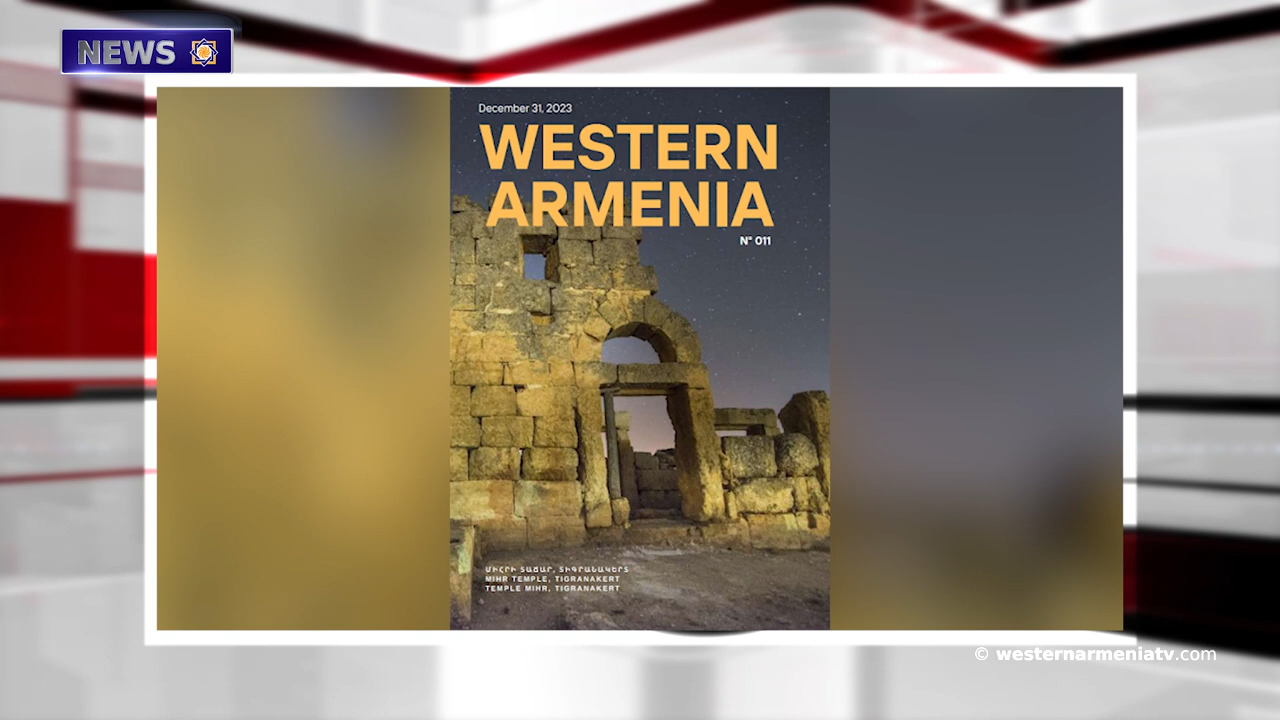 NEWS
December 31, 2023
WESTERN
ARMENIA
N° 011
ՄԻՀՐԻ ՏԱՃԱՐ, ՏԻԳՐԱՆԱԿԵՐՏ
MIHR TEMPLE, TIGRANAKERT
TEMPLE MIHR, TIGRANAKERT
© westernarmeniatv.com